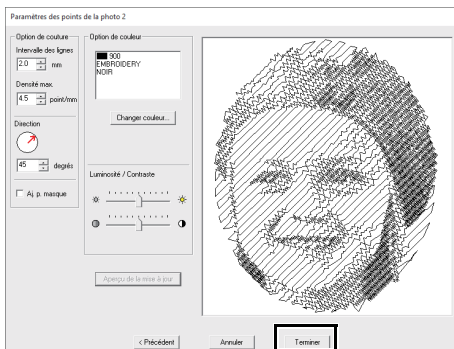 Paramètres des points de la photo 2
Option de couture
Intervalle des lignes
2.0 mm
Densité max.
4.5 point/mm
Direction
45 degrés
Aj. p. masque
Option de couleur
900
EMBROIDERY
NOIR
Changer couleur...
Luminosité / Contraste
Aperçu de la mise à jour
< Précédent
Annuler
Terminer